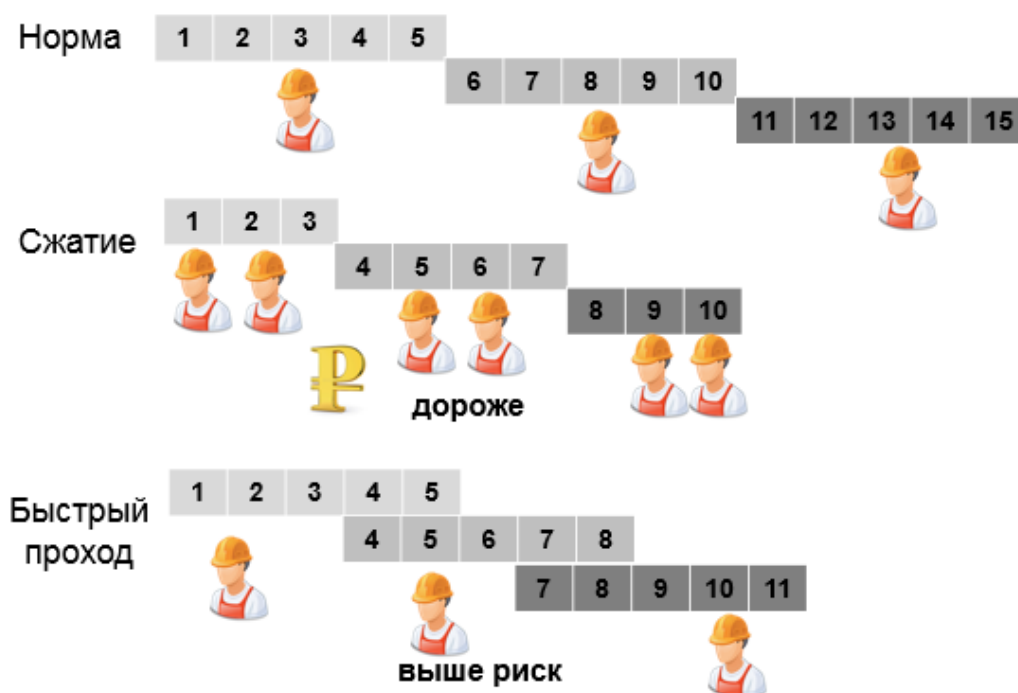 Норма
1 2 3 4 5
6 7 8 9 10
11 12 13 14 15
Сжатие
1 2 3
4 5 6 7
8 9 10
₽
дороже
Быстрый
проход
1 2 3 4 5
4 5 6 7 8
7 8 9 10 11
выше риск